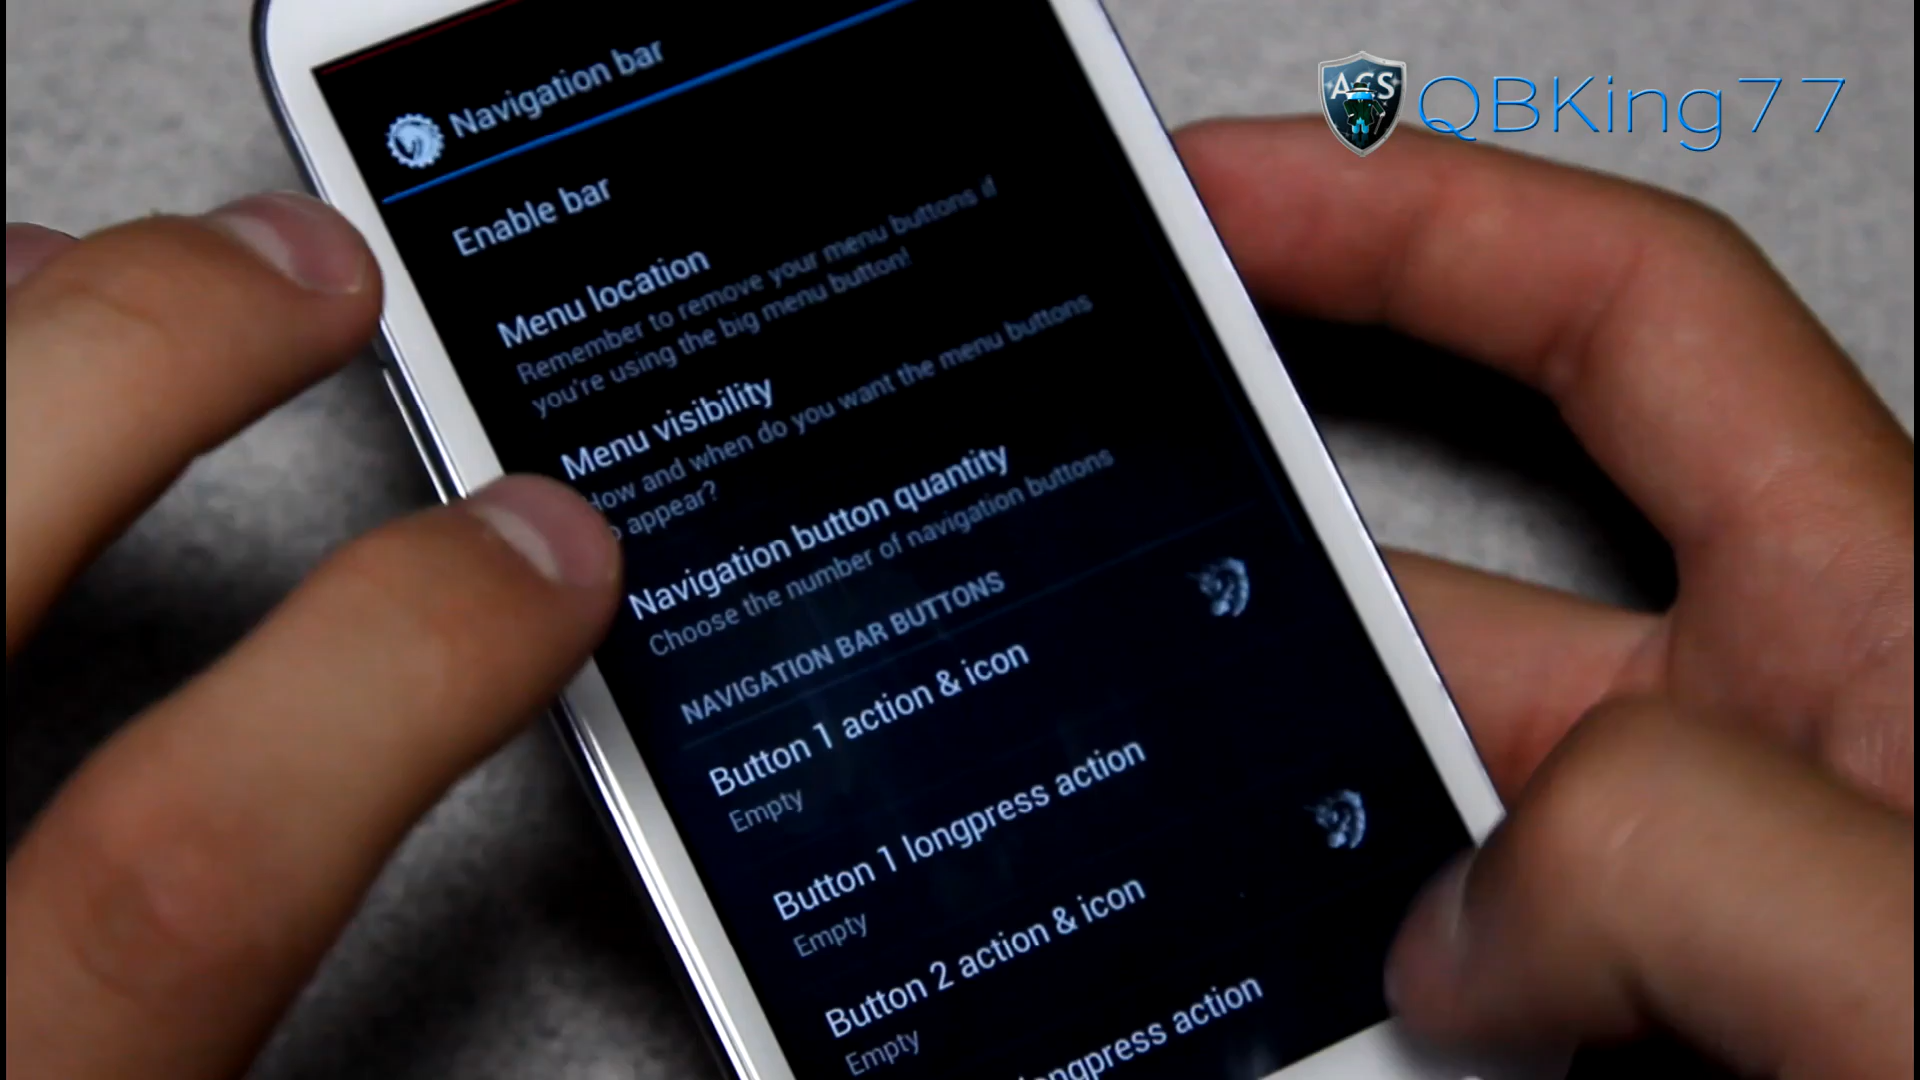 ACS QBKing77
Navigation bar
Enable bar
Menu location
Remember to remove your menu buttons if
you're using the big menu button!
Menu visibility
How and when do you want the menu buttons
appear?
Navigation button quantity
Choose the number of navigation buttons
NAVIGATION BAR BUTTONS
Button 1 action & icon
Empty
Button 1 longpress action
Empty
Button 2 action & icon
Empty
longpress action